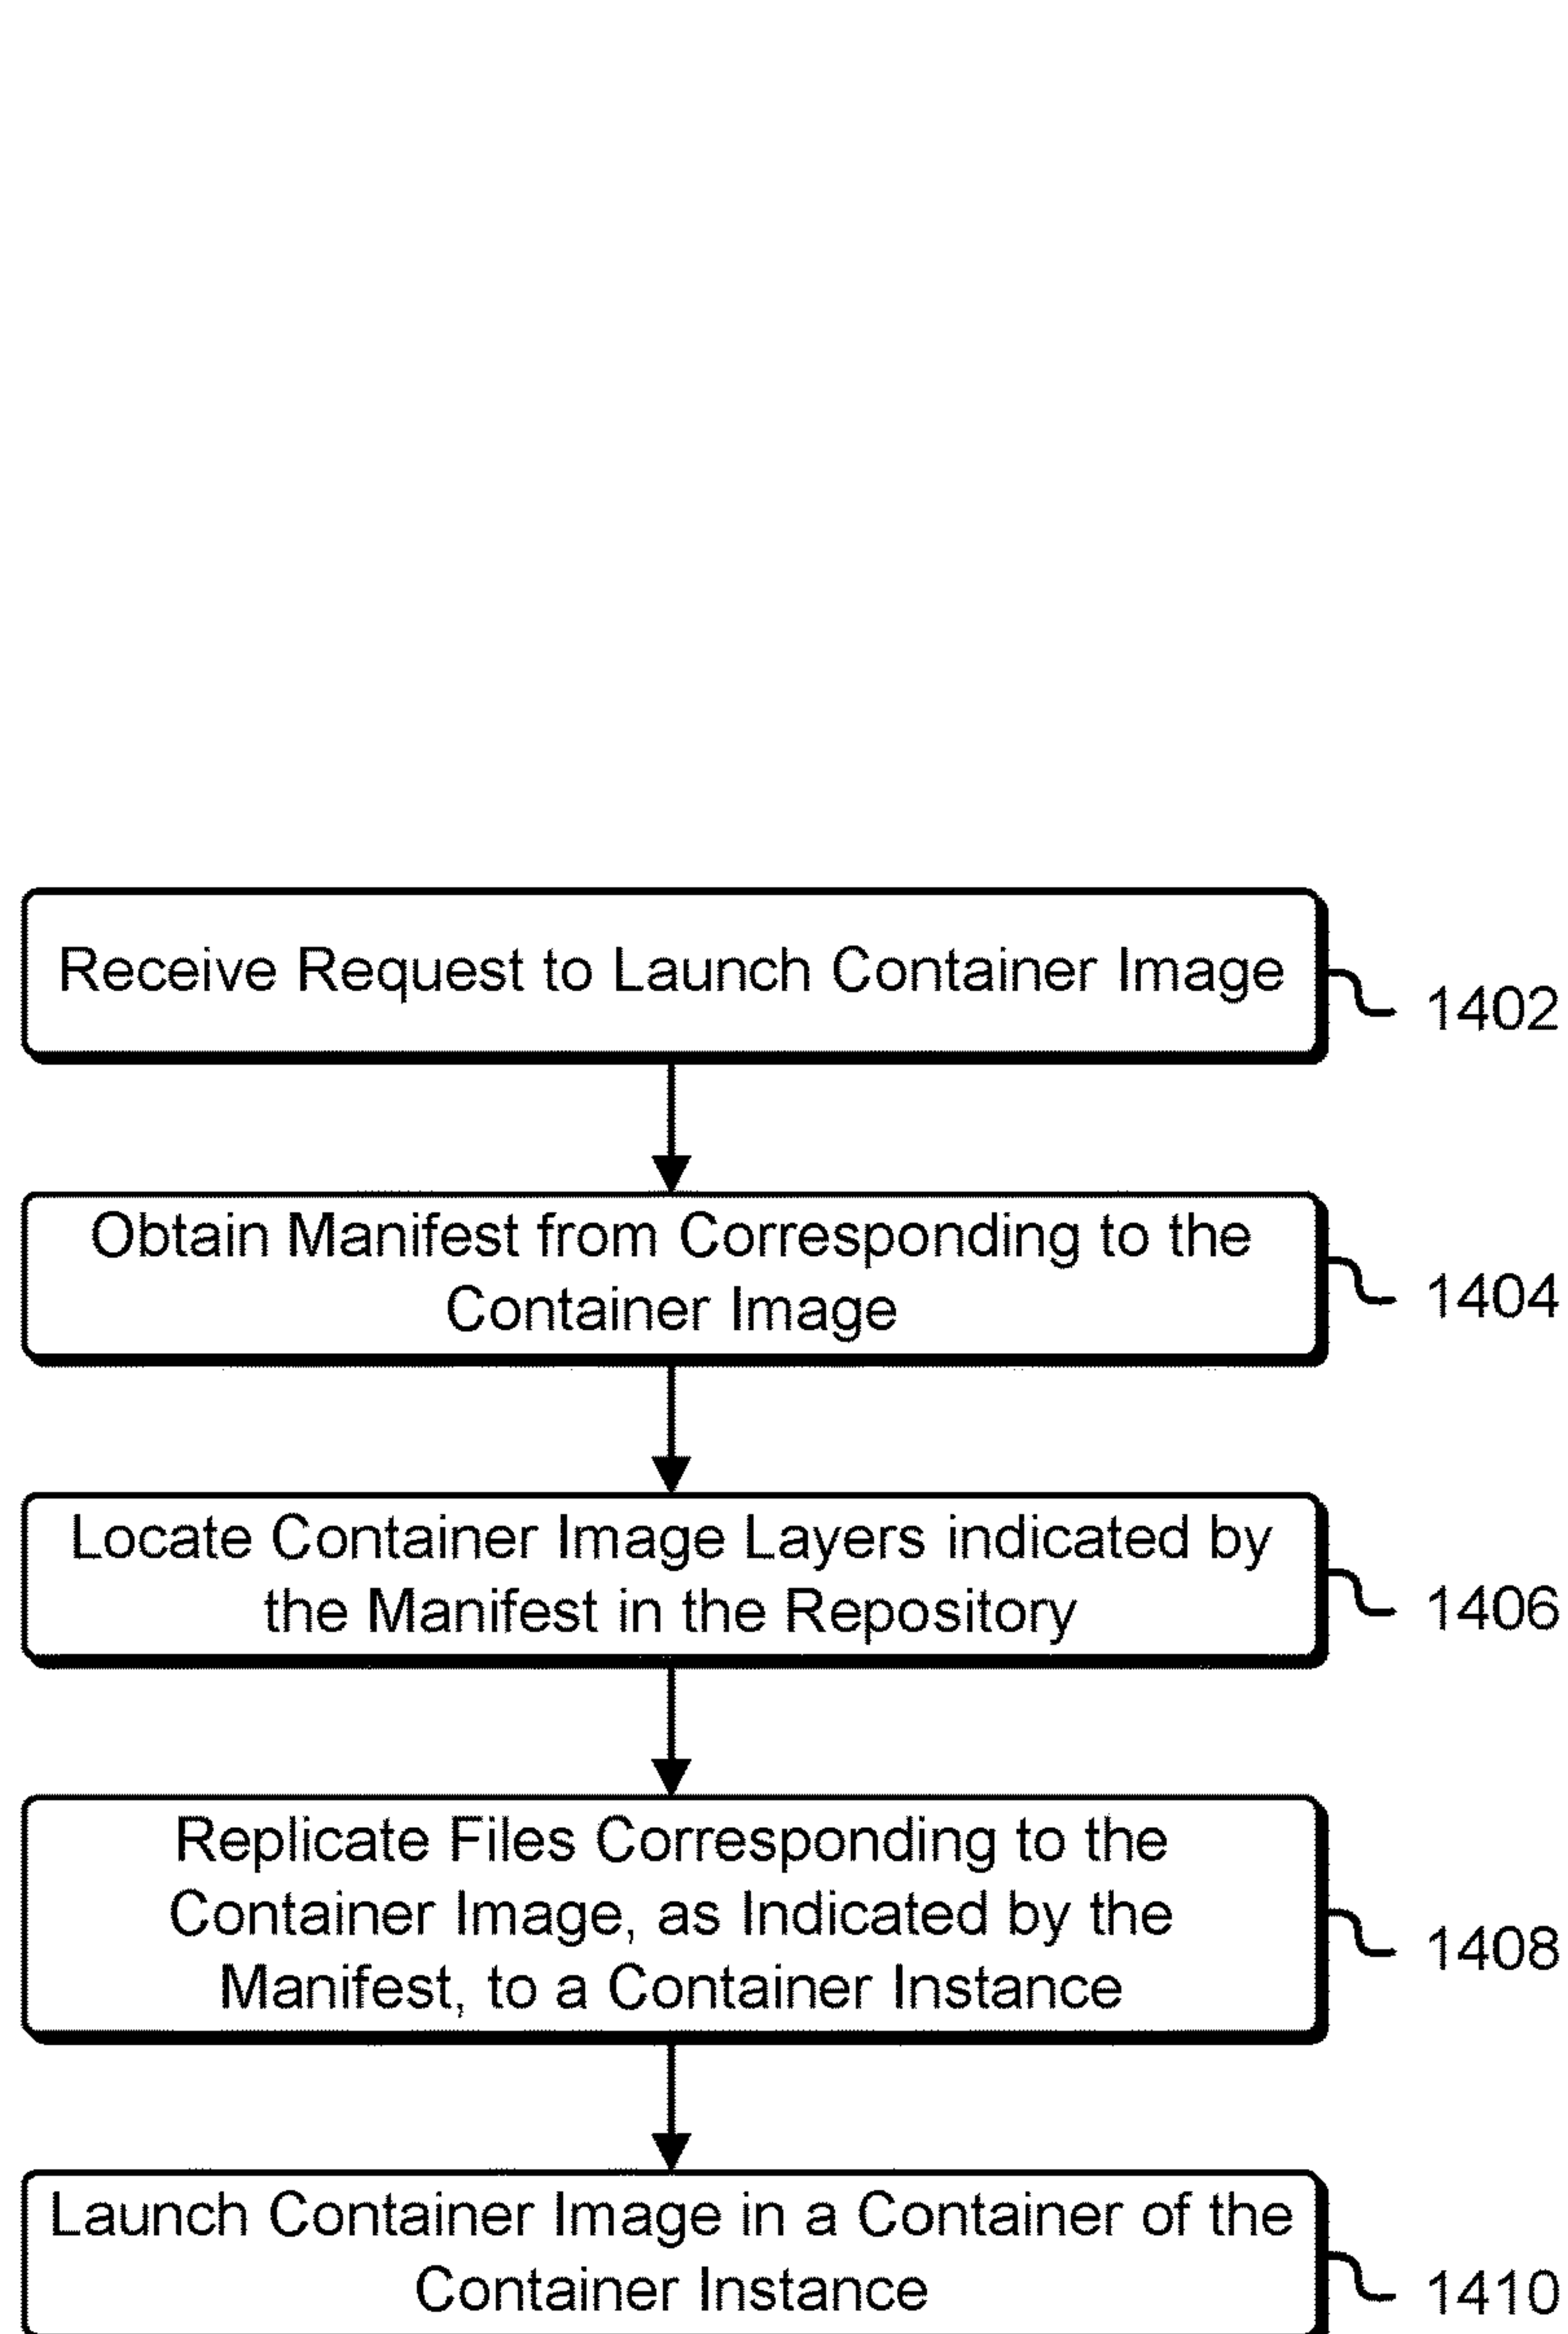 Receive Request to Launch Container Image
1402
Obtain Manifest from Corresponding to the
Container Image
1404
Locate Container Image Layers indicated by
the Manifest in the Repository
1406
Replicate Files Corresponding to the
Container Image, as Indicated by the
Manifest, to a Container Instance
1408
Launch Container Image in a Container of the
Container Instance
1410